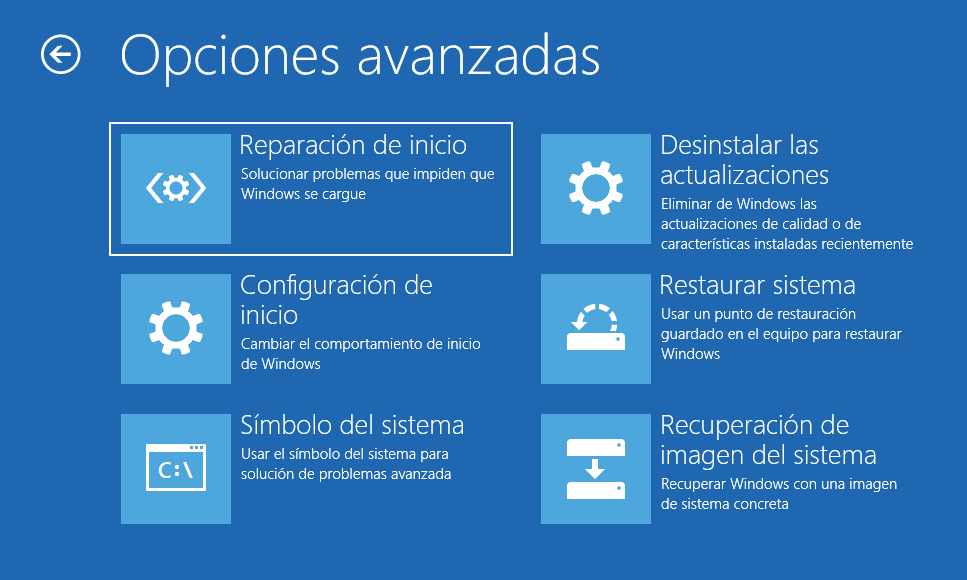 Opciones avanzadas
Reparación de inicio
Solucionar problemas que impiden que
Windows se cargue
Desinstalar las
actualizaciones
Eliminar de Windows las
actualizaciones de calidad o de
características instaladas recientemente
Configuración de
inicio
Cambiar el comportamiento de inicio
de Windows
Restaurar sistema
Usar un punto de restauración
guardado en el equipo para restaurar
Windows
C:\
Símbolo del sistema
Usar el símbolo del sistema para
solución de problemas avanzada
Recuperación de
imagen del sistema
Recuperar Windows con una imagen
de sistema concreta